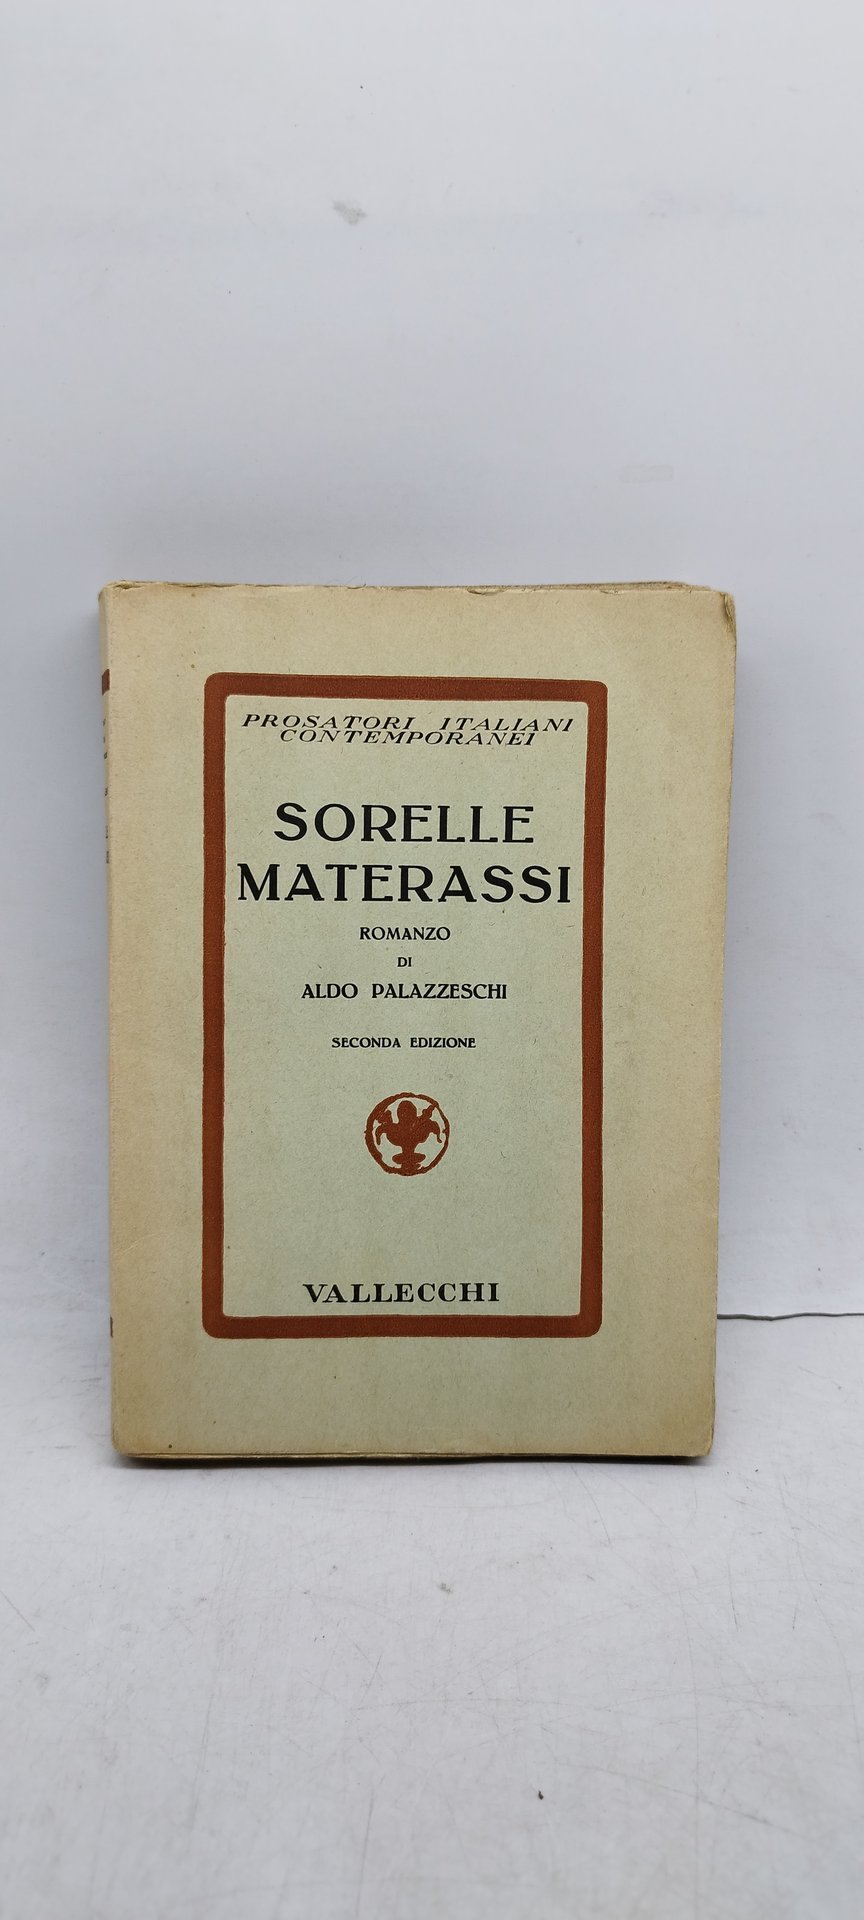 PROSATORI ITALIANI
CONTEMPORANEI
SORELLE
MATERASSI
ROMANZO
DI
ALDO PALAZZESCHI
SECONDA EDIZIONE
VALLECCHI